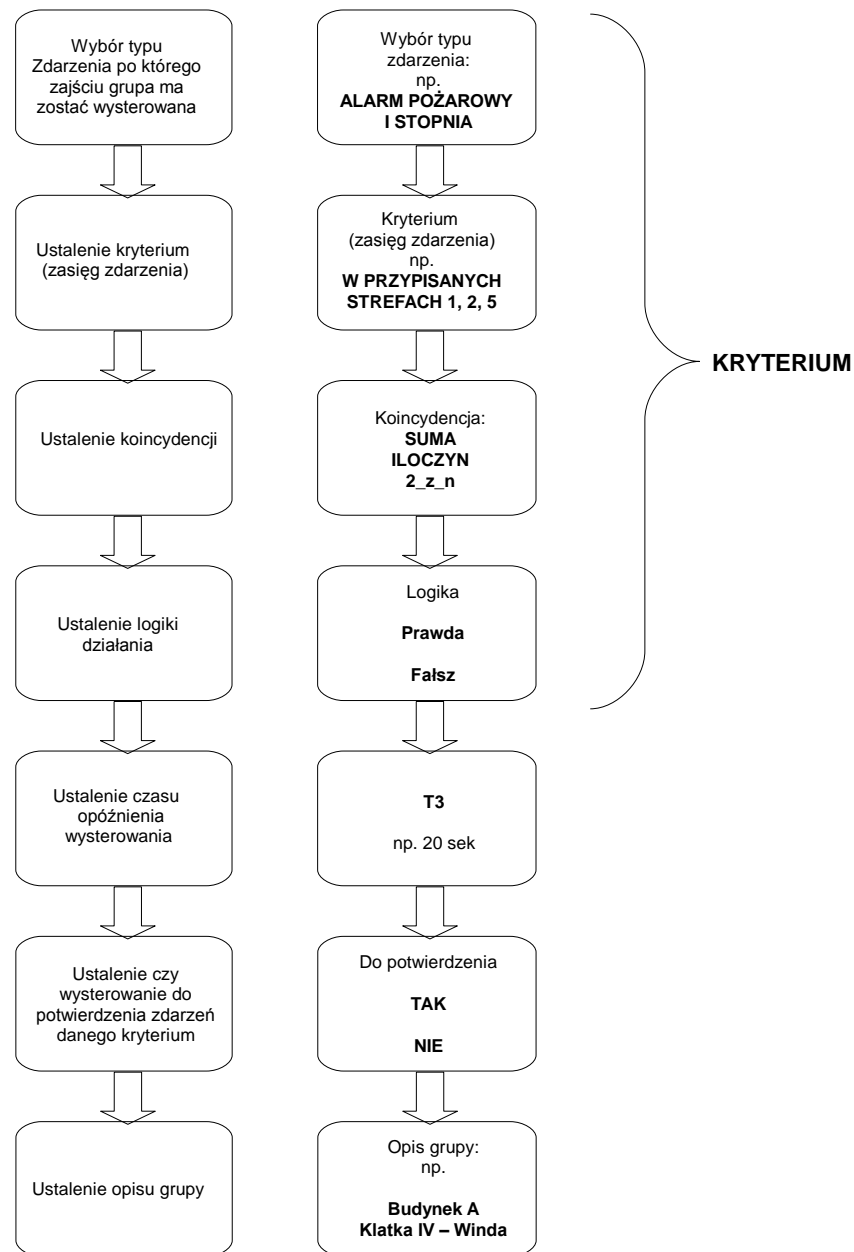 Wybór typu
Zdarzenia po którego
zajściu grupa ma
zostać wysterowana
Wybór typu
zdarzenia:
np.
ALARM POŻAROWY
I STOPNIA
Ustalenie kryterium
(zasięg zdarzenia)
Kryterium
(zasięg zdarzenia)
np.
W PRZYPISANYCH
STREFACH 1, 2, 5
KRYTERIUM
Ustalenie koincydencji
Koincydencja:
SUMA
ILOCZYN
2_z_n
Ustalenie logiki
działania
Logika
Prawda
Fałsz
Ustalenie czasu
opóźnienia
wysterowania
T3
np. 20 sek
Ustalenie czy
wysterowanie do
potwierdzenia zdarzeń
danego kryterium
Do potwierdzenia
TAK
NIE
Ustalenie opisu grupy
Opis grupy:
np.
Budynek A
Klatka IV – Winda